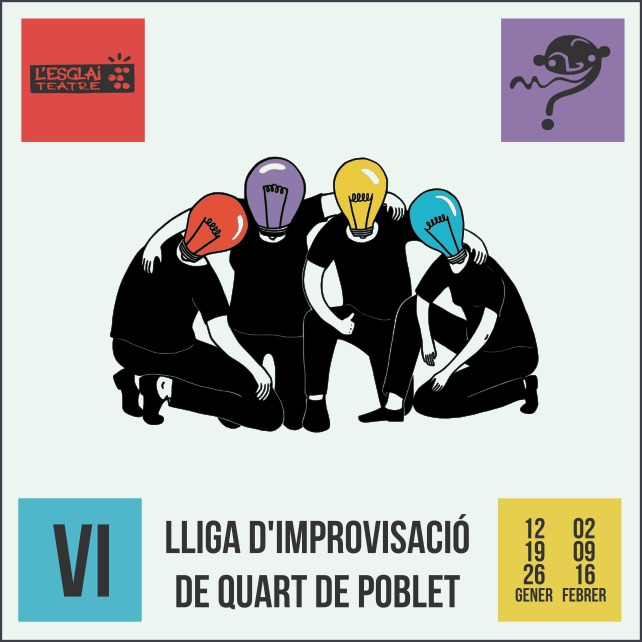 L'ESGLAi
TEATRE
VI
LLIGA D'IMPROVISACIÓ
DE QUART DE POBLET
12 02
19 09
26 16
GENER FEBRER